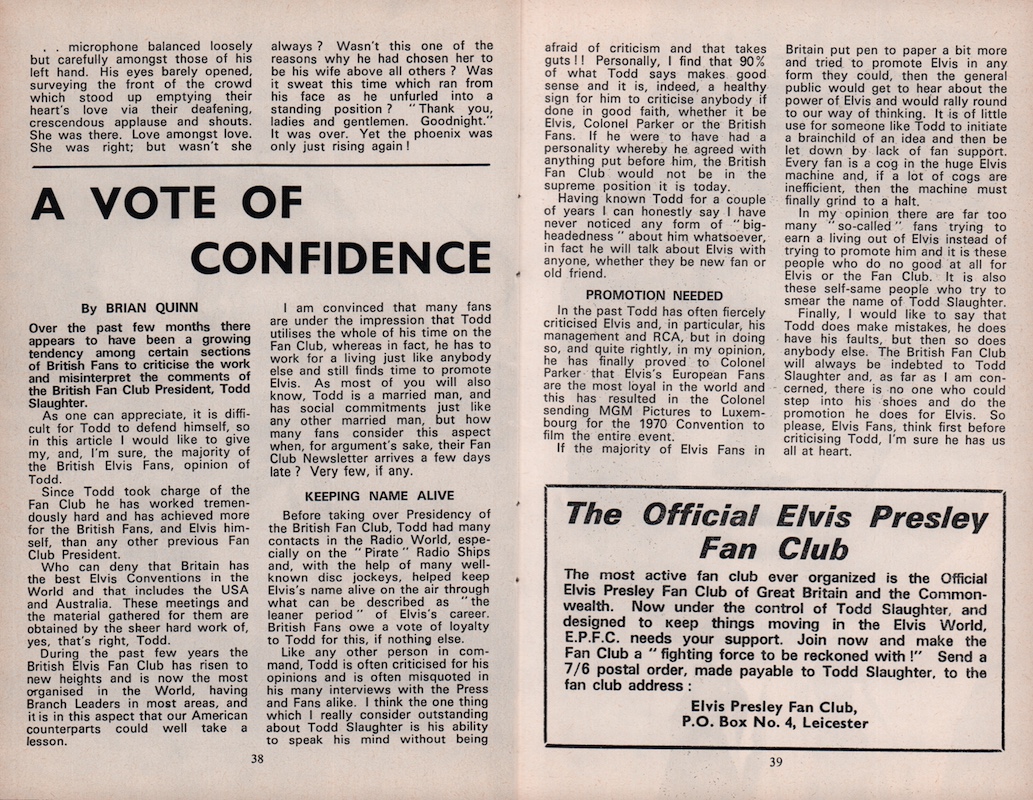 . . microphone balanced loosely
but carefully amongst those of his
left hand. His eyes barely opened,
surveying the front of the crowd
which stood up emptying their
heart's love via their deafening,
crescendous applause and shouts.
She was there. Love amongst love.
She was right; but wasn't she
always? Wasn't this one of the
reasons why he had chosen her to
be his wife above all others? Was
it sweat this time which ran from
his face as he unfurled into a
standing position? "Thank you,
ladies and gentlemen. Goodnight."
It was over. Yet the phoenix was
only just rising again!
A VOTE OF
CONFIDENCE
By BRIAN QUINN
Over the past few months there
appears to have been a growing
tendency among certain sections
of British Fans to criticise the work
and misinterpret the comments of
the British Fan Club President, Todd
Slaughter.
As one can appreciate, it is diffi-
cult for Todd to defend himself, so
in this article I would like to give
my, and, I'm sure, the majority of
the British Elvis Fans, opinion of
Todd.
Since Todd took charge of the
Fan Club he has worked tremen-
dously hard and has achieved more
for the British Fans, and Elvis him-
self, than any other previous Fan
Club President.
Who can deny that Britain has
the best Elvis Conventions in the
World and that includes the USA
and Australia. These meetings and
the material gathered for them are
obtained by the sheer hard work of,
yes, that's right, Todd.
During the past few years the
British Elvis Fan Club has risen to
new heights and is now the most
organised in the World, having
Branch Leaders in most areas, and
it is in this aspect that our American
counterparts could well take a
lesson.
I am convinced that many fans
are under the impression that Todd
utilises the whole of his time on the
Fan Club, whereas in fact, he has to
work for a living just like anybody
else and still finds time to promote
Elvis. As most of you will also
know, Todd is a married man, and
has social commitments just like
any other married man, but how
many fans consider this aspect
when, for argument's sake, their Fan
Club Newsletter arrives a few days
late? Very few, if any.
KEEPING NAME ALIVE
Before taking over Presidency of
the British Fan Club, Todd had many
contacts in the Radio World, espe-
cially on the "Pirate" Radio Ships
and, with the help of many well-
known disc jockeys, helped keep
Elvis's name alive on the air through
what can be described as "the
leaner period" of Elvis's career.
British Fans owe a vote of loyalty
to Todd for this, if nothing else.
Like any other person in com-
mand, Todd is often criticised for his
opinions and is often misquoted in
his many interviews with the Press
and Fans alike. I think the one thing
which I really consider outstanding
about Todd Slaughter is his ability
to speak his mind without being
38
afraid of criticism and that takes
guts!! Personally, I find that 90%
of what Todd says makes good
sense and it is, indeed, a healthy
sign for him to criticise anybody if
done in good faith, whether it be
Elvis, Colonel Parker or the British
Fans. If he were to have had a
personality whereby he agreed with
anything put before him, the British
Fan Club would not be in the
supreme position it is today.
Having known Todd for a couple
of years I can honestly say I have
never noticed any form of "big-
headedness" about him whatsoever,
in fact he will talk about Elvis with
anyone, whether they be new fan or
old friend.
PROMOTION NEEDED
In the past Todd has often fiercely
criticised Elvis and, in particular, his
management and RCA, but in doing
so, and quite rightly, in my opinion,
he has finally proved to Colonel
Parker that Elvis's European Fans
are the most loyal in the world and
this has resulted in the Colonel
sending MGM Pictures to Luxem-
bourg for the 1970 Convention to
film the entire event.
If the majority of Elvis Fans in
Britain put pen to paper a bit more
and tried to promote Elvis in any
form they could, then the general
public would get to hear about the
power of Elvis and would rally round
to our way of thinking. It is of little
use for someone like Todd to initiate
a brainchild of an idea and then be
let down by lack of fan support.
Every fan is a cog in the huge Elvis
machine and, if a lot of cogs are
inefficient, then the machine must
finally grind to a halt.
In my opinion there are far too
many "so-called" fans trying to
earn a living out of Elvis instead of
trying to promote him and it is these
people who do no good at all for
Elvis or the Fan Club. It is also
these self-same people who try to
smear the name of Todd Slaughter.
Finally, I would like to say that
Todd does make mistakes, he does
have his faults, but then so does
anybody else. The British Fan Club
will always be indebted to Todd
Slaughter and, as far as I am con-
cerned, there is no one who could
step into his shoes and do the
promotion he does for Elvis. So
please, Elvis Fans, think first before
criticising Todd, I'm sure he has us
all at heart.
The Official Elvis Presley
Fan Club
The most active fan club ever organized is the Official
Elvis Presley Fan Club of Great Britain and the Common-
wealth. Now under the control of Todd Slaughter, and
designed to keep things moving in the Elvis World,
E.P.F.C. needs your support. Join now and make the
Fan Club a "fighting force to be reckoned with!" Send a
7/6 postal order, made payable to Todd Slaughter, to the
fan club address:
Elvis Presley Fan Club,
P.O. Box No. 4, Leicester
39